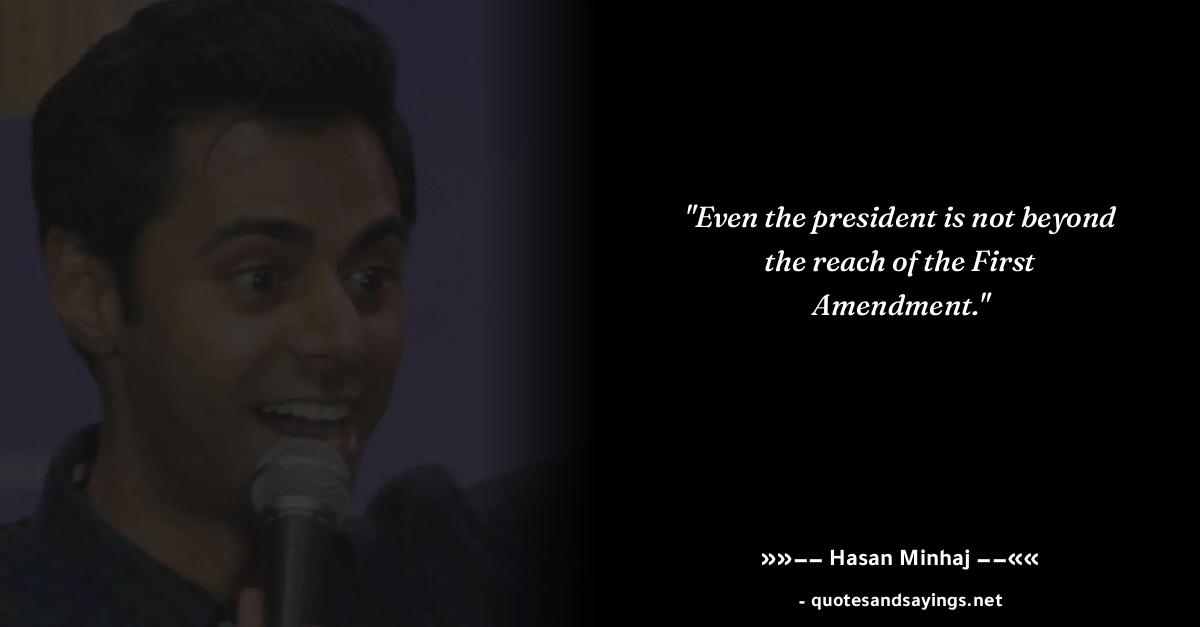 "Even the president is not beyond
the reach of the First
Amendment."
»»−− Hasan Minhaj −−««
- quotesandsayings.net